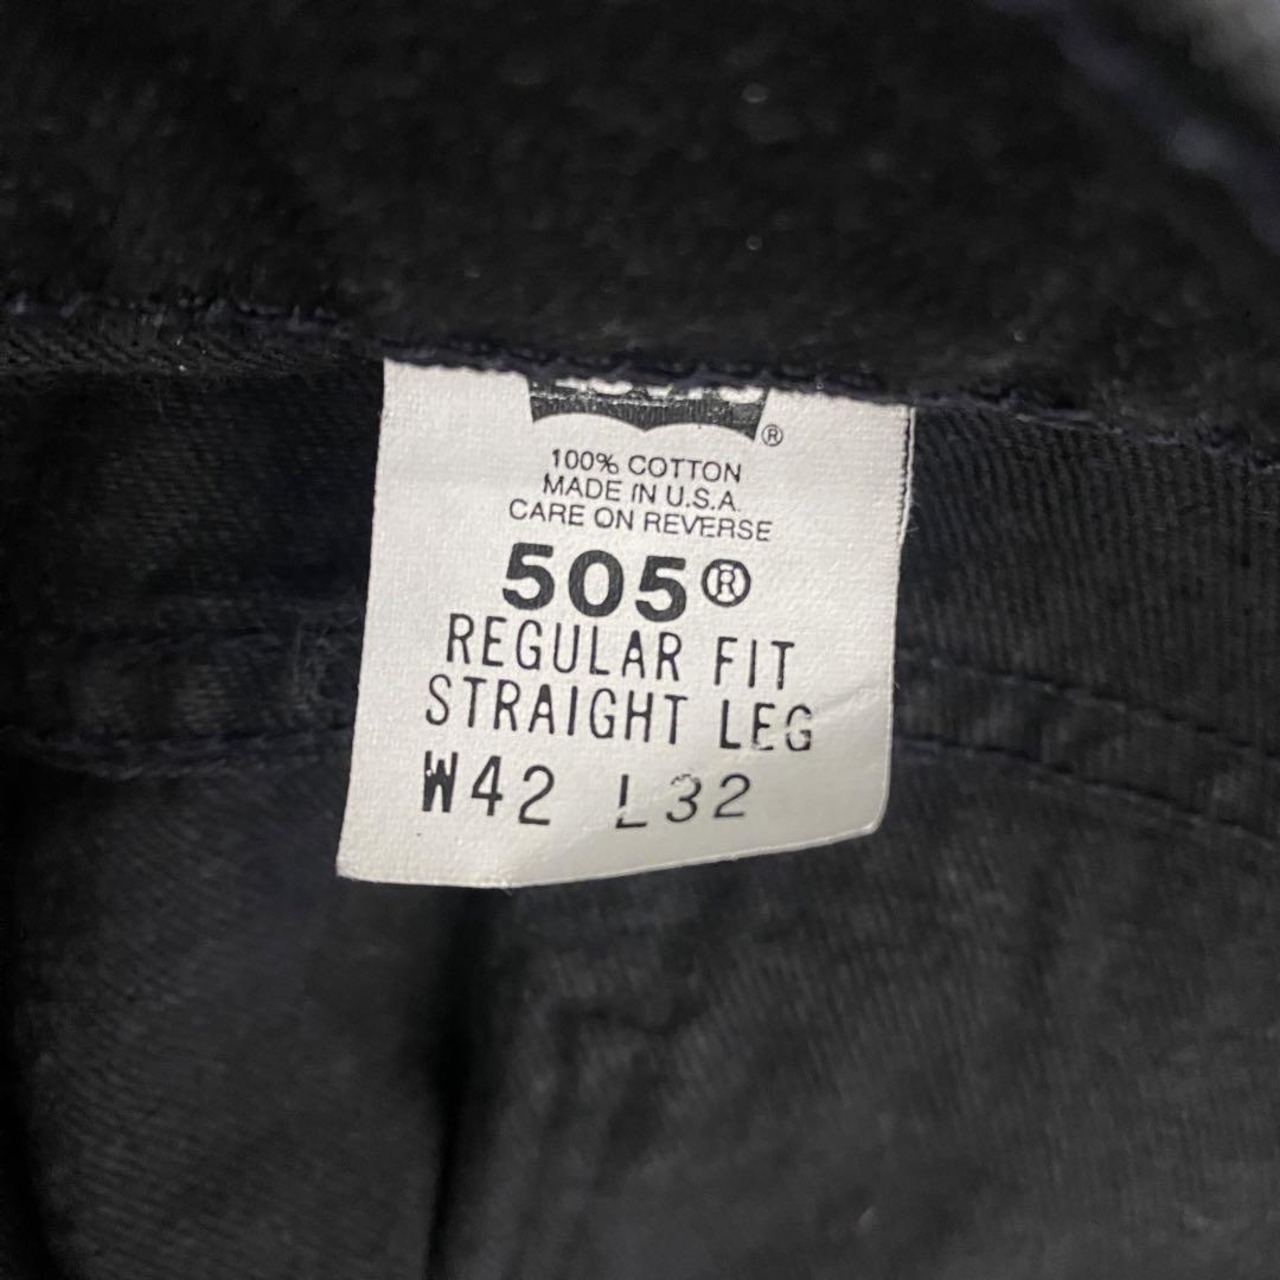 ®
100% COTTON
MADE IN U.S.A.
CARE ON REVERSE
505®
REGULAR FIT
STRAIGHT LEG
W42 L32